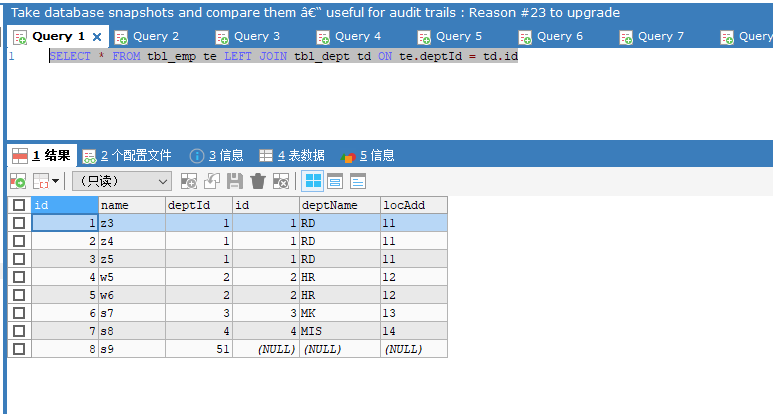 Take database snapshots and compare them â€“ useful for audit trails : Reason #23 to upgrade
Query 1 Query 2 Query 3 Query 4 Query 5 Query 6 Query 7 Query
1 SELECT * FROM tbl_emp te LEFT JOIN tbl_dept td ON te.deptId = td.id
1 结果 2 个配置文件 3 信息 4 表数据 5 信息
（只读）
id name deptId id deptName locAdd
1 z3 1 1 RD 11
2 z4 1 1 RD 11
3 z5 1 1 RD 11
4 w5 2 2 HR 12
5 w6 2 2 HR 12
6 s7 3 3 MK 13
7 s8 4 4 MIS 14
8 s9 51 (NULL) (NULL) (NULL)